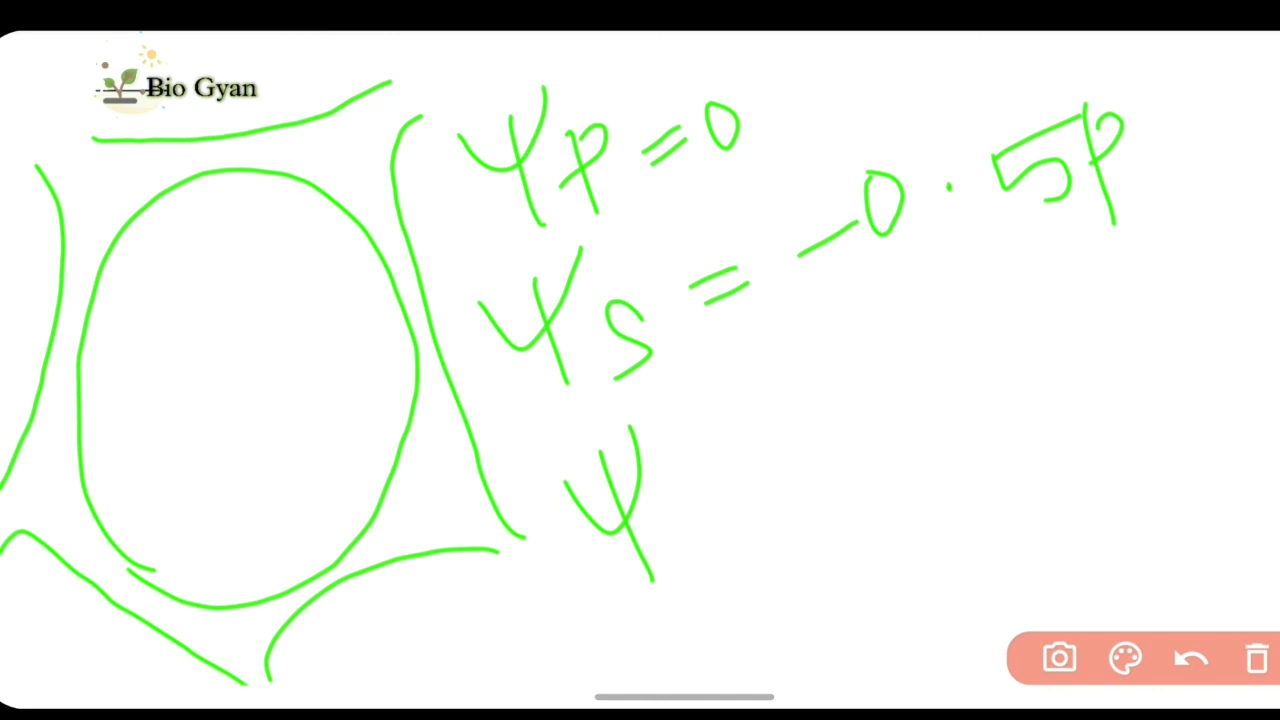 Bio Gyan
ψp = 0
ψs = -0.5p
ψ